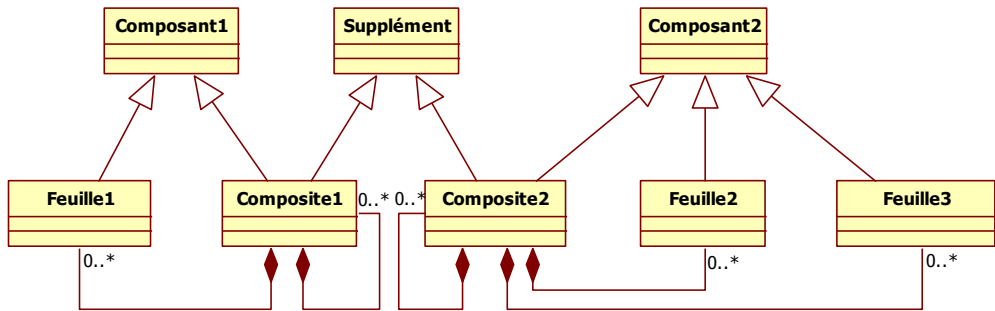 Composant1
Supplément
Composant2
Feuille1
Composite1
0..*
0..*
Composite2
Feuille2
Feuille3
0..*
0..*
0..*